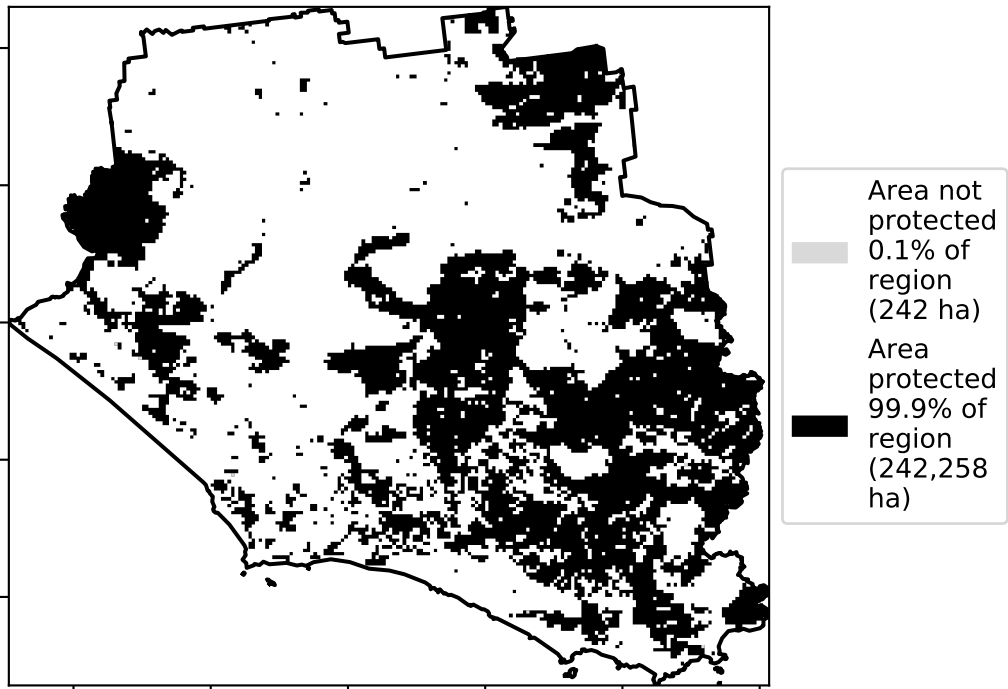 Area not
protected
0.1% of
region
(242 ha)
Area
protected
99.9% of
region
(242,258
ha)